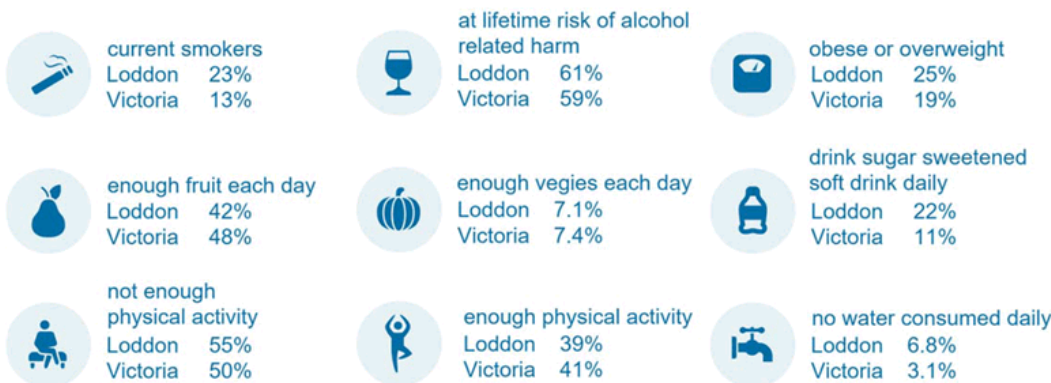 current smokers
Loddon 23%
Victoria 13%
at lifetime risk of alcohol
related harm
Loddon 61%
Victoria 59%
obese or overweight
Loddon 25%
Victoria 19%
enough fruit each day
Loddon 42%
Victoria 48%
enough vegies each day
Loddon 7.1%
Victoria 7.4%
drink sugar sweetened
soft drink daily
Loddon 22%
Victoria 11%
not enough
physical activity
Loddon 55%
Victoria 50%
enough physical activity
Loddon 39%
Victoria 41%
no water consumed daily
Loddon 6.8%
Victoria 3.1%